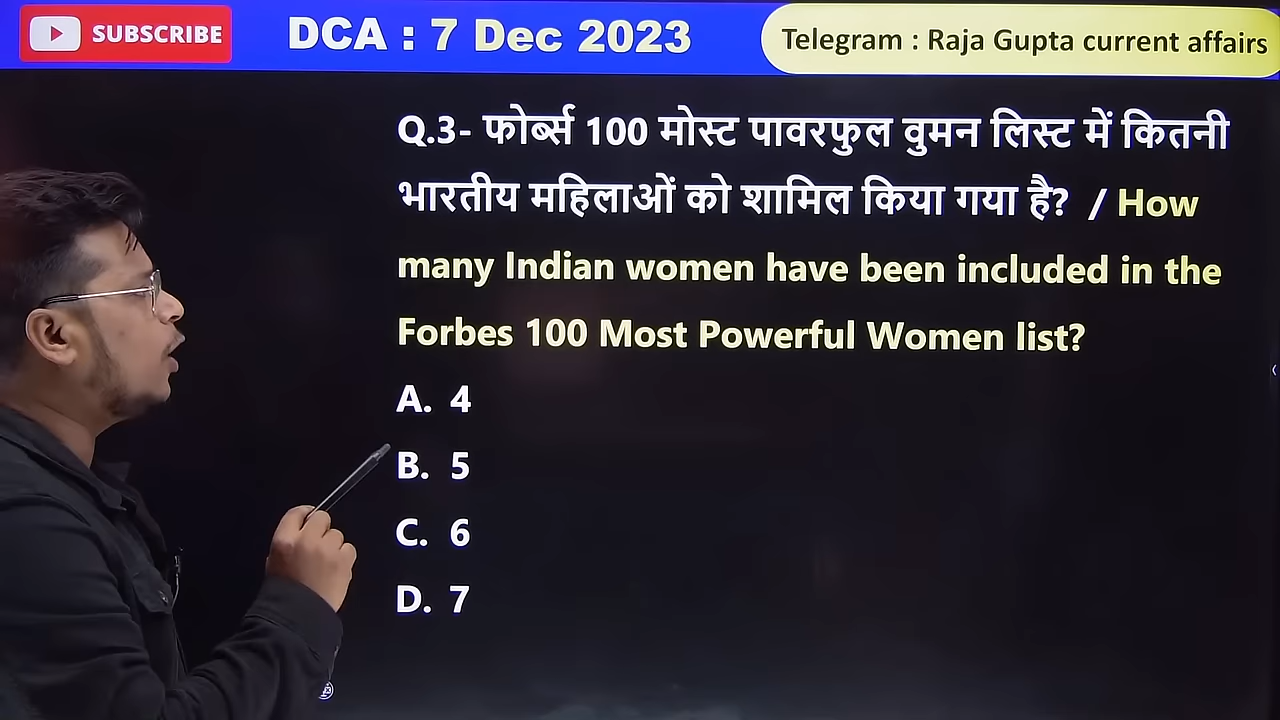 SUBSCRIBE
DCA : 7 Dec 2023
Telegram : Raja Gupta current affairs
Q.3- फोर्ब्स 100 मोस्ट पावरफुल वुमन लिस्ट में कितनी
भारतीय महिलाओं को शामिल किया गया है? / How
many Indian women have been included in the
Forbes 100 Most Powerful Women list?
A. 4
B. 5
C. 6
D. 7